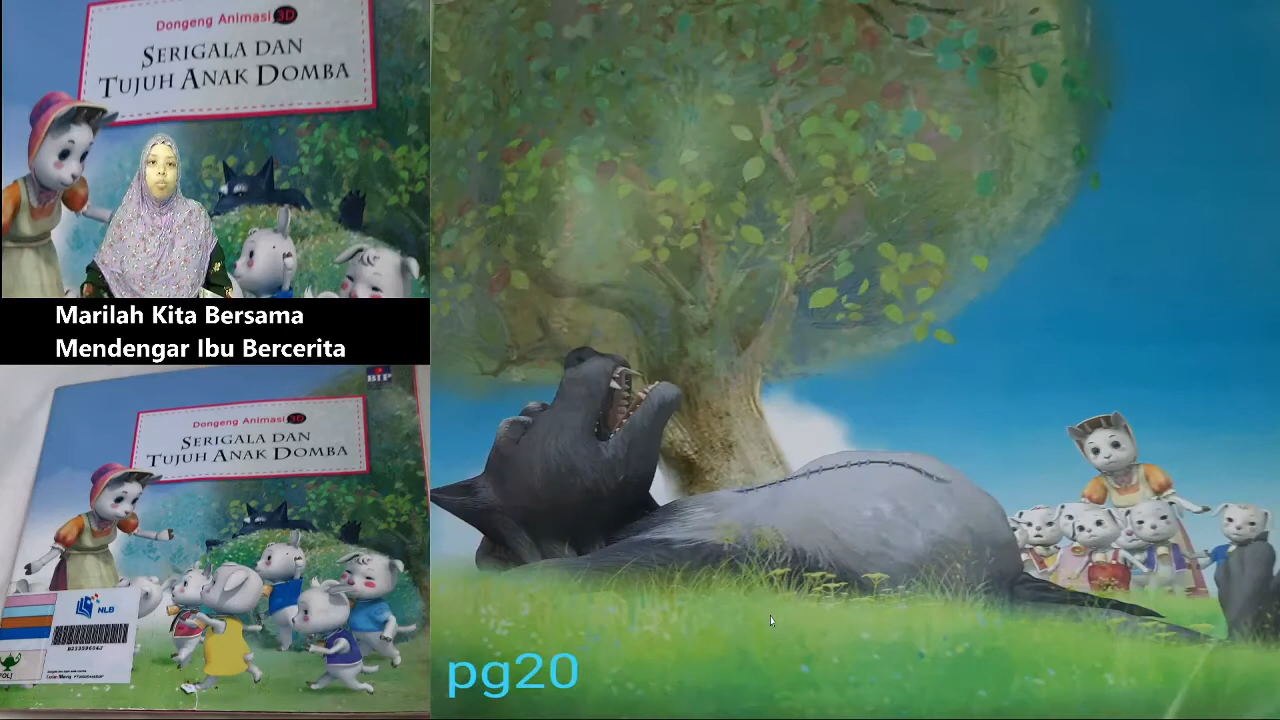 Dongeng Animasi 3D
SERIGALA DAN
TUJUH ANAK DOMBA
Marilah Kita Bersama
Mendengar Ibu Bercerita
BIP
Dongeng Animasi 3D
SERIGALA DAN
TUJUH ANAK DOMBA
NLB
pg20